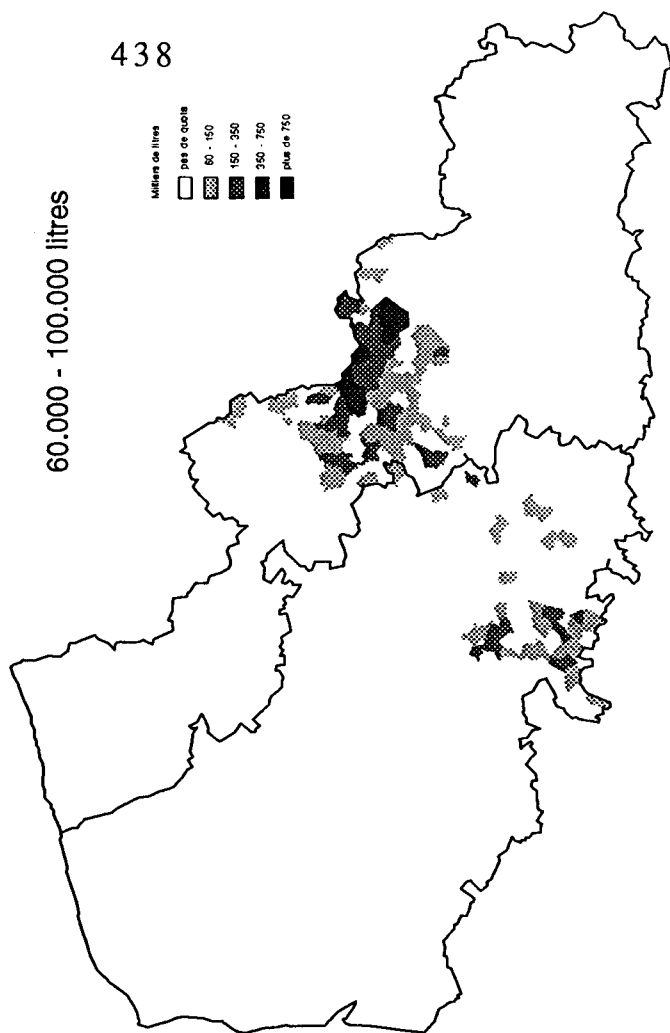 438
60.000 - 100.000 litres
Milliers de litres
pas de quota
60 - 150
150 - 350
350 - 750
plus de 750